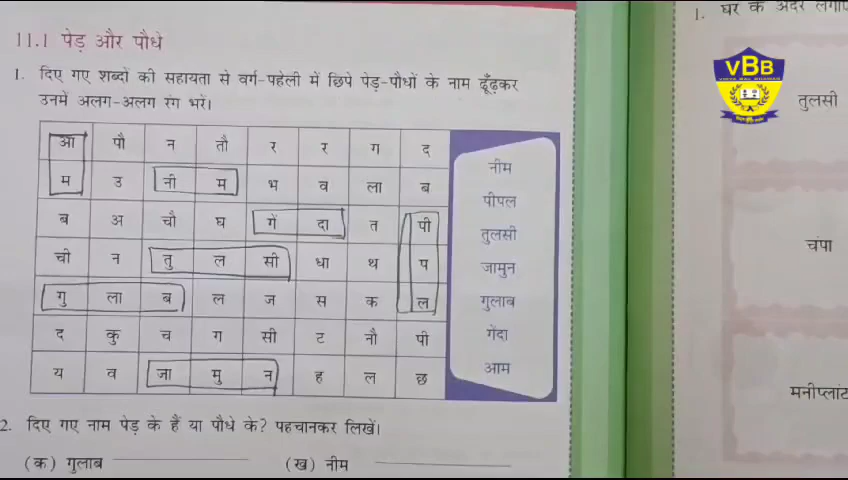 11.1 पेड़ और पौधे
1. दिए गए शब्दों की सहायता से वर्ग-पहेली में छिपे पेड़-पौधों के नाम ढूँढ़कर
उनमें अलग-अलग रंग भरें।
आ पौ न तौ र र ग द
म उ नी म भ व ला ब
ब अ चौ घ गें दा त पी
ची न तु ल सी धा थ प
गु ला ब ल ज स क ल
द कु च ग सी ट नौ पी
य व जा मु न ह ल छ
नीम
पीपल
तुलसी
जामुन
गुलाब
गेंदा
आम
2. दिए गए नाम पेड़ के हैं या पौधे के? पहचानकर लिखें।
(क) गुलाब
(ख) नीम
1. घर के अंदर
VBB
तुलसी
चंपा
मनीप्लांट